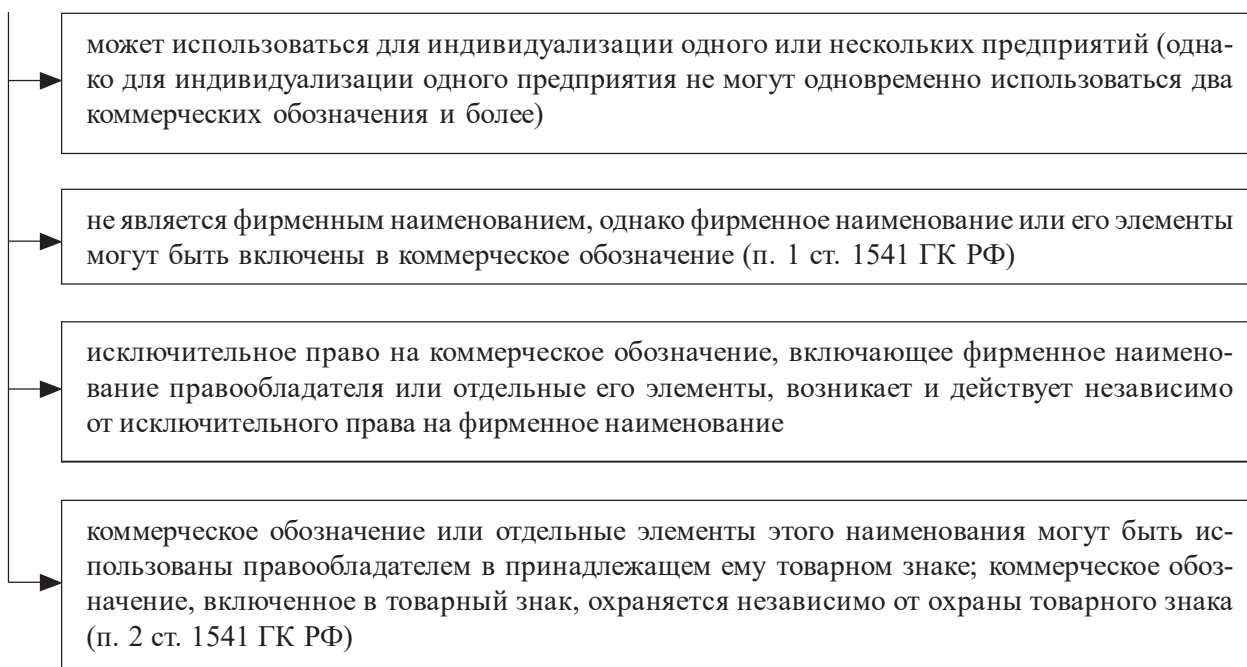 может использоваться для индивидуализации одного или нескольких предприятий (одна-
ко для индивидуализации одного предприятия не могут одновременно использоваться два
коммерческих обозначения и более)
не является фирменным наименованием, однако фирменное наименование или его элементы
могут быть включены в коммерческое обозначение (п. 1 ст. 1541 ГК РФ)
исключительное право на коммерческое обозначение, включающее фирменное наимено-
вание правообладателя или отдельные его элементы, возникает и действует независимо
от исключительного права на фирменное наименование
коммерческое обозначение или отдельные элементы этого наименования могут быть ис-
пользованы правообладателем в принадлежащем ему товарном знаке; коммерческое обоз-
начение, включенное в товарный знак, охраняется независимо от охраны товарного знака
(п. 2 ст. 1541 ГК РФ)